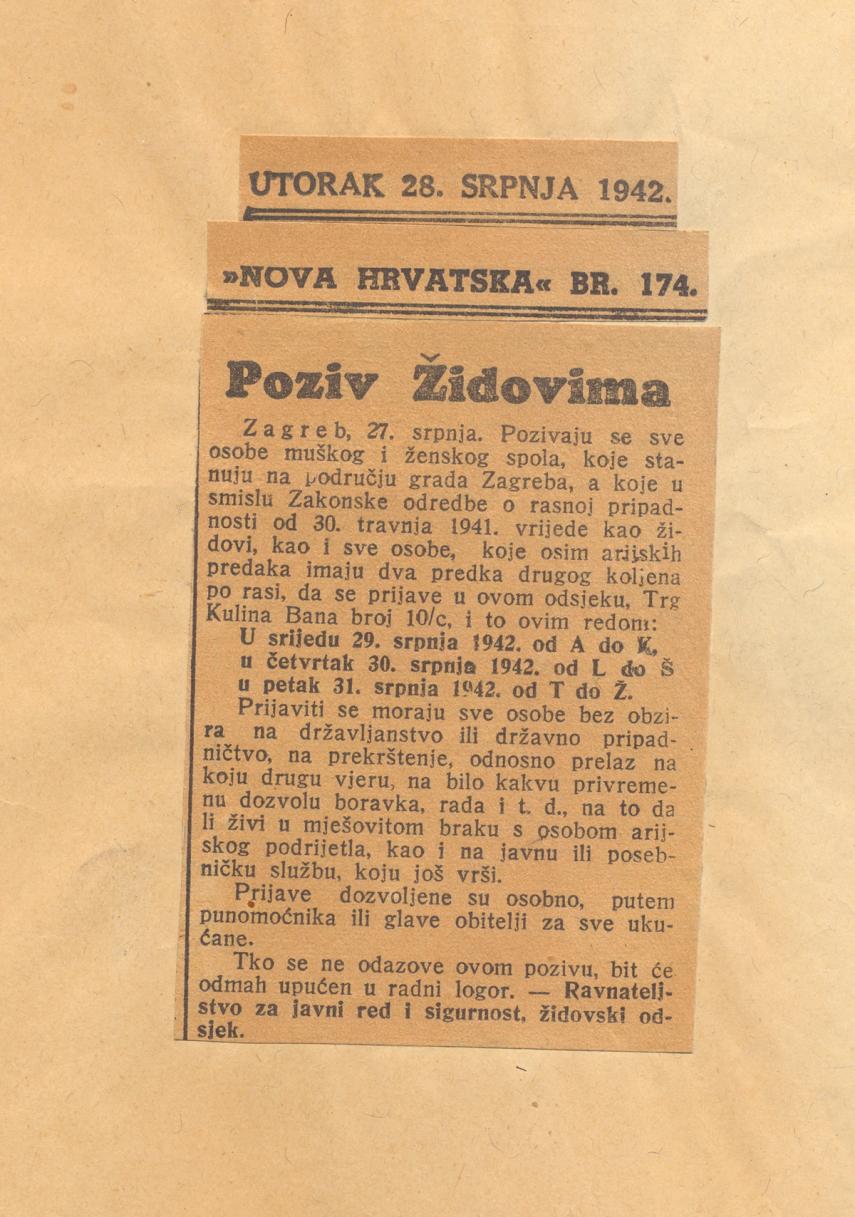 UTORAK 28. SRPNJA 1942.
»NOVA HRVATSKA« BR. 174.
Poziv Židovima
Zagreb, 27. srpnja. Pozivaju se sve
osobe muškog i ženskog spola, koje sta-
nuju na području grada Zagreba, a koje u
smislu Zakonske odredbe o rasnoj pripad-
nosti od 30. travnja 1941. vrijede kao ži-
dovi, kao i sve osobe, koje osim arijskih
predaka imaju dva predka drugog koljena
po rasi, da se prijave u ovom odsjeku, Trg
Kulina Bana broj 10/c, i to ovim redom:
U srijedu 29. srpnja 1942. od A do K,
u četvrtak 30. srpnja 1942. od L do Š
u petak 31. srpnja 1942. od T do Ž.
Prijaviti se moraju sve osobe bez obzi-
ra na državljanstvo ili državno pripad-
ničtvo, na prekrštenje, odnosno prelaz na
koju drugu vjeru, na bilo kakvu privreme-
nu dozvolu boravka, rada i t. d., na to da
li živi u mješovitom braku s osobom arij-
skog podrijetla, kao i na javnu ili poseb-
ničku službu, koju još vrši.
Prijave dozvoljene su osobno, putem
punomoćnika ili glave obitelji za sve uku-
ćane.
Tko se ne odazove ovom pozivu, bit će
odmah upućen u radni logor. — Ravnatelj-
stvo za javni red i sigurnost, židovski od-
sjek.